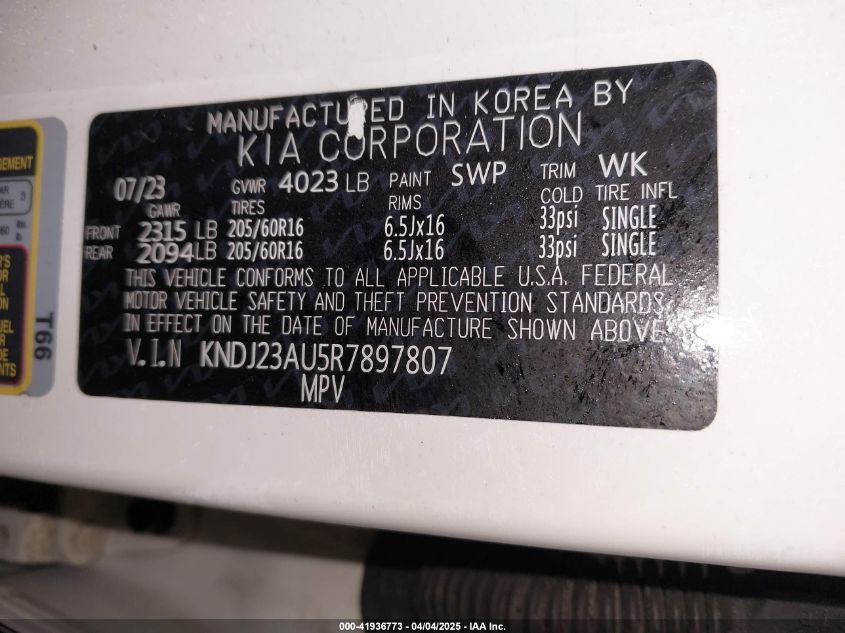 MANUFACTURED IN KOREA BY
KIA CORPORATION
07/23 GVWR 4023 LB PAINT SWP TRIM WK
GAWR TIRES RIMS COLD TIRE INFL
FRONT 2315 LB 205/60R16 6.5Jx16 33psi SINGLE
REAR 2094 LB 205/60R16 6.5Jx16 33psi SINGLE
THIS VEHICLE CONFORMS TO ALL APPLICABLE U.S.A. FEDERAL
MOTOR VEHICLE SAFETY AND THEFT PREVENTION STANDARDS
IN EFFECT ON THE DATE OF MANUFACTURE SHOWN ABOVE.
V.I.N KNDJ23AU5R7897807
MPV
T66
000-41936773 - 04/04/2025 - IAA Inc.